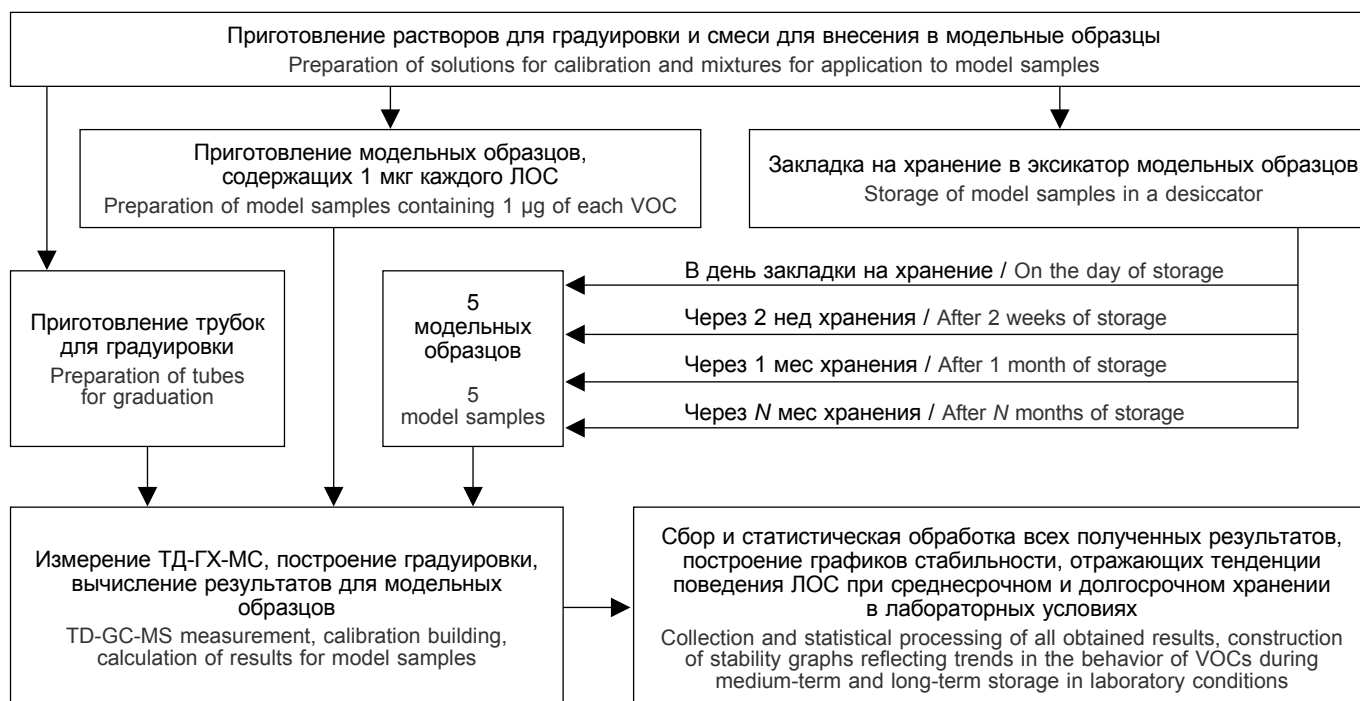 Приготовление растворов для градуировки и смеси для внесения в модельные образцы
Preparation of solutions for calibration and mixtures for application to model samples
Приготовление модельных образцов,
содержащих 1 мкг каждого ЛОС
Preparation of model samples containing 1 µg of each VOC
Закладка на хранение в эксикатор модельных образцов
Storage of model samples in a desiccator
Приготовление трубок
для градуировки
Preparation of tubes
for graduation
5
модельных
образцов
5
model samples
В день закладки на хранение / On the day of storage
Через 2 нед хранения / After 2 weeks of storage
Через 1 мес хранения / After 1 month of storage
Через N мес хранения / After N months of storage
Измерение ТД-ГХ-МС, построение градуировки,
вычисление результатов для модельных
образцов
TD-GC-MS measurement, calibration building,
calculation of results for model samples
Сбор и статистическая обработка всех полученных результатов,
построение графиков стабильности, отражающих тенденции
поведения ЛОС при среднесрочном и долгосрочном хранении
в лабораторных условиях
Collection and statistical processing of all obtained results, construction
of stability graphs reflecting trends in the behavior of VOCs during
medium-term and long-term storage in laboratory conditions